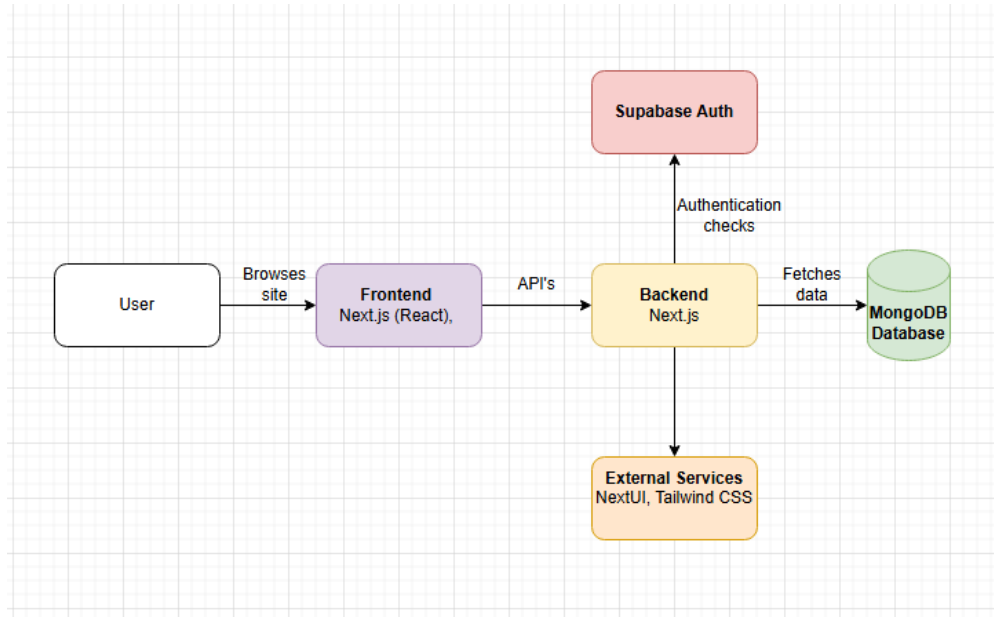 Supabase Auth
Authentication
checks
User
Browses
site
Frontend
Next.js (React),
API's
Backend
Next.js
Fetches
data
MongoDB
Database
External Services
NextUI, Tailwind CSS